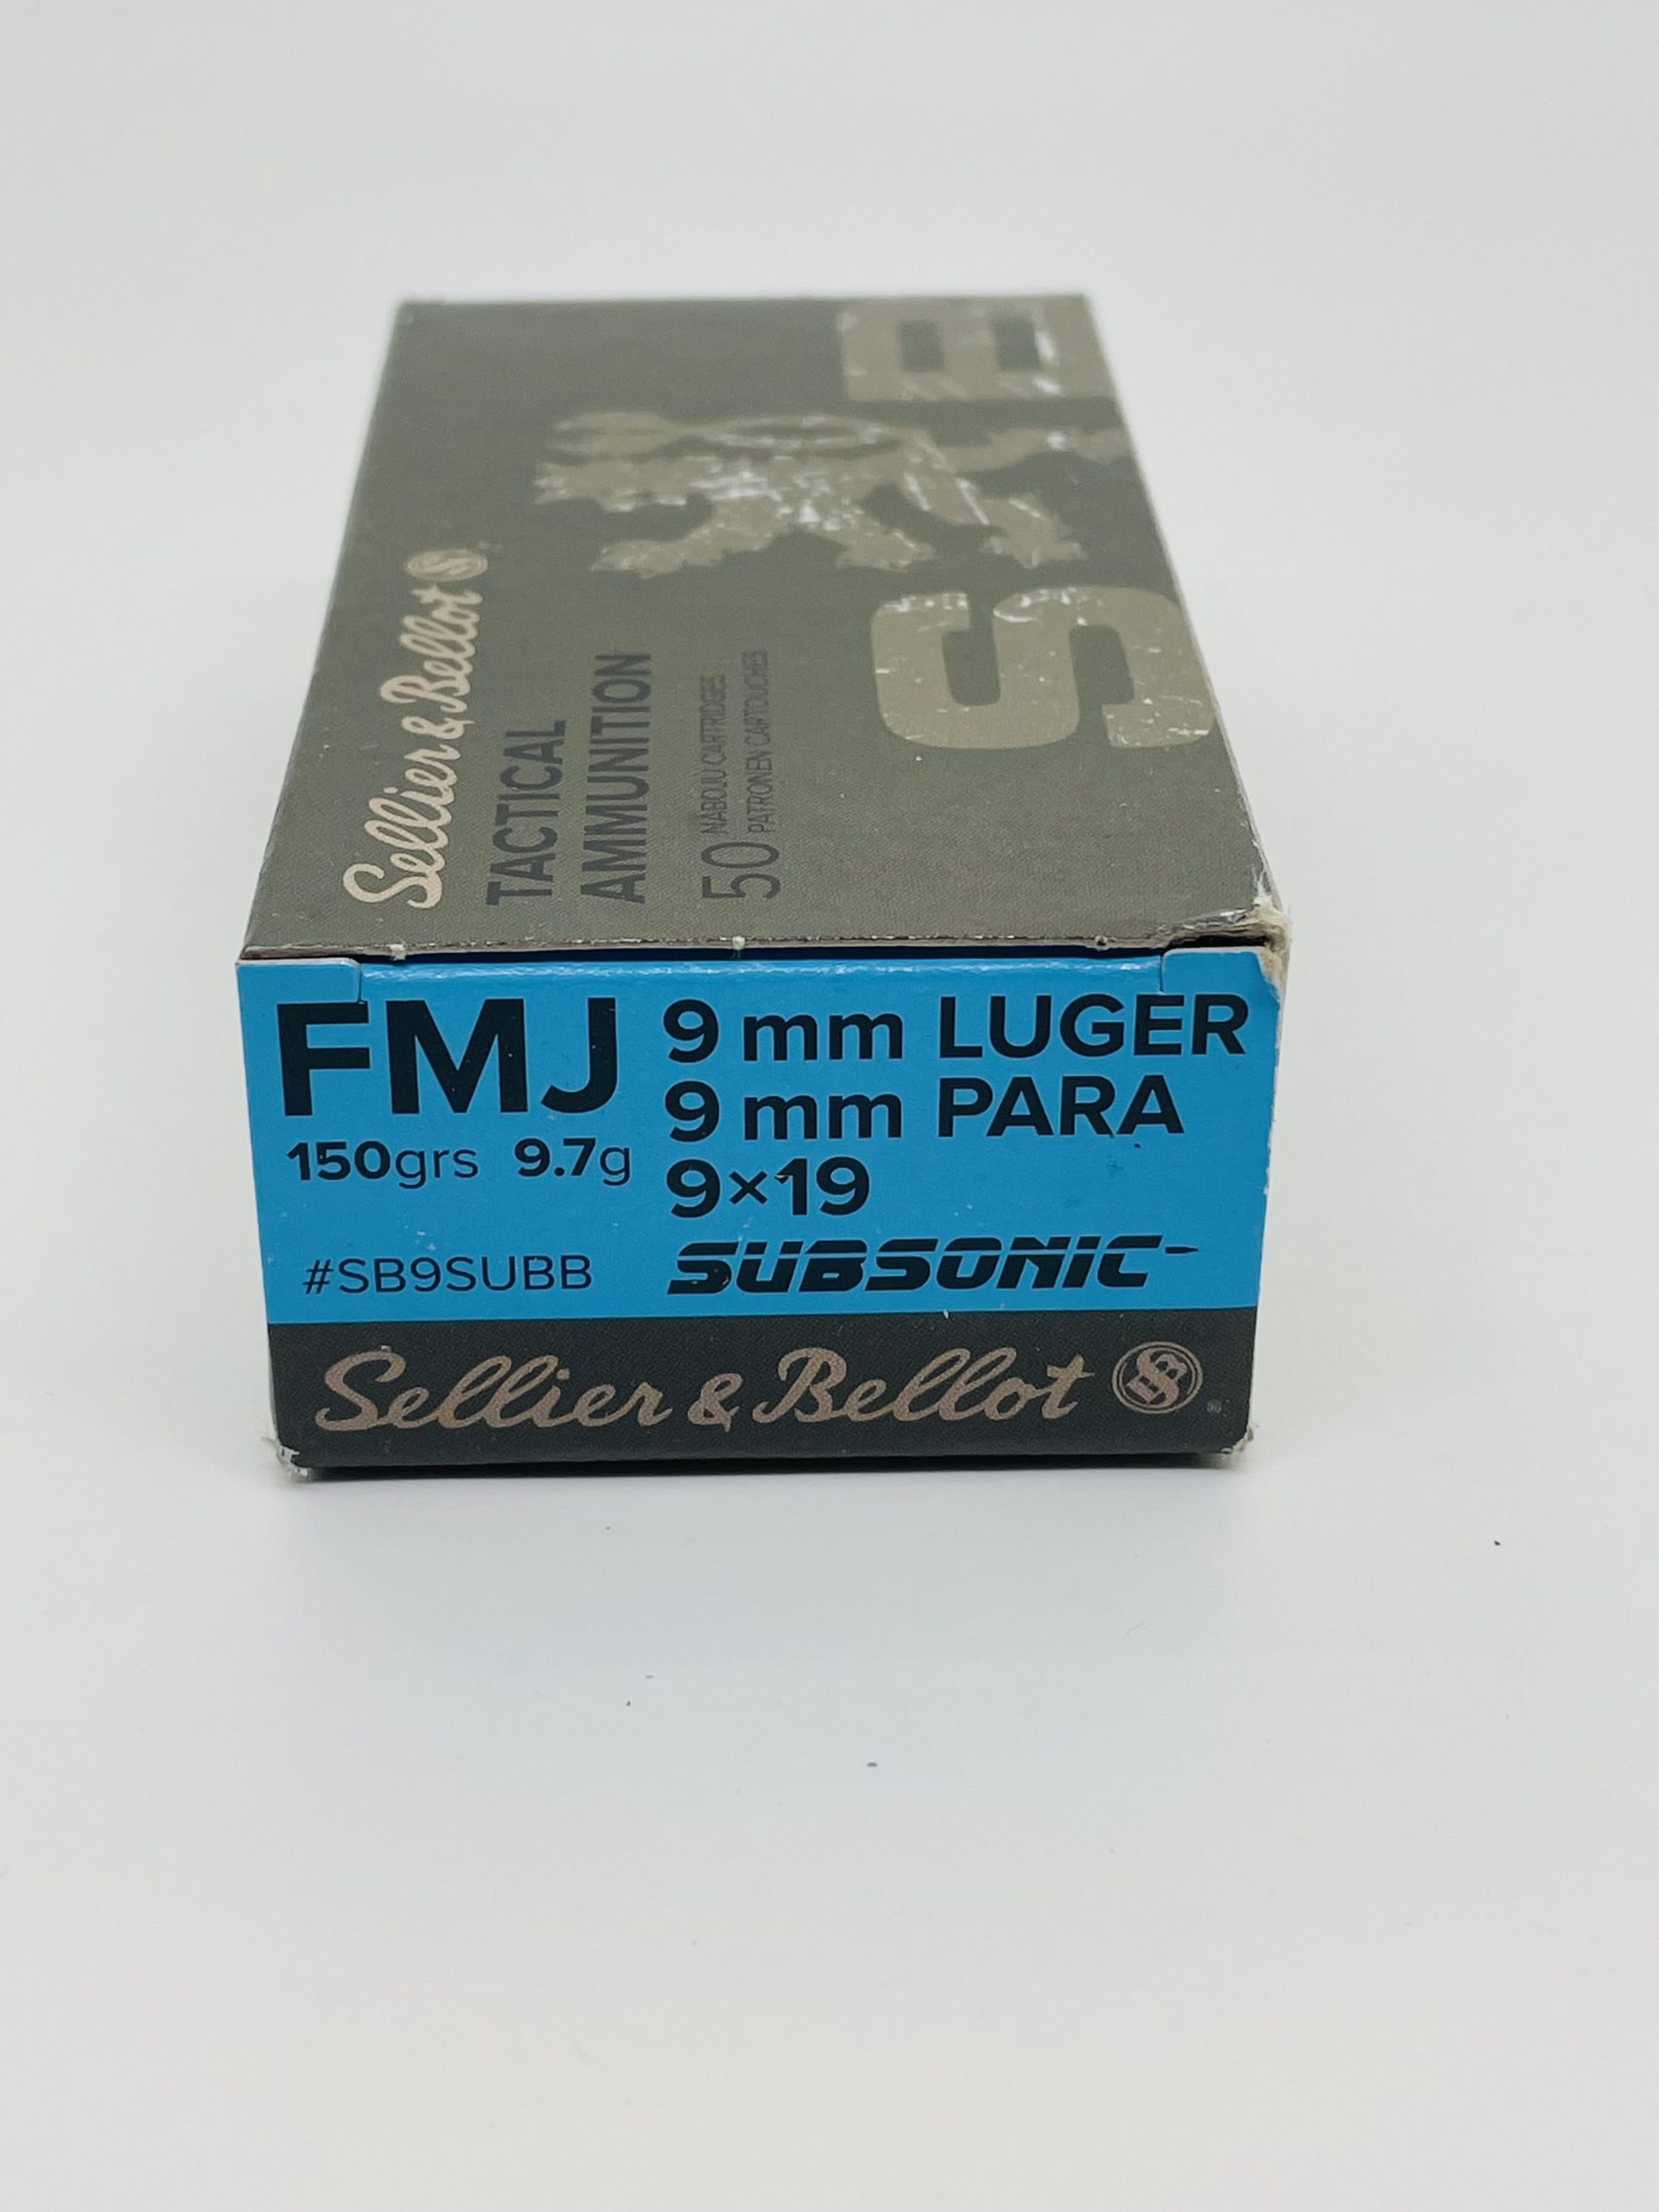 Sellier & Bellot
TACTICAL
AMMUNITION
50 NÁBOJŮ CARTRIDGES
PATRONEN CARTOUCHES
S B
FMJ
150grs 9.7g
#SB9SUBB
9 mm LUGER
9 mm PARA
9×19
SUBSONIC
Sellier & Bellot SB